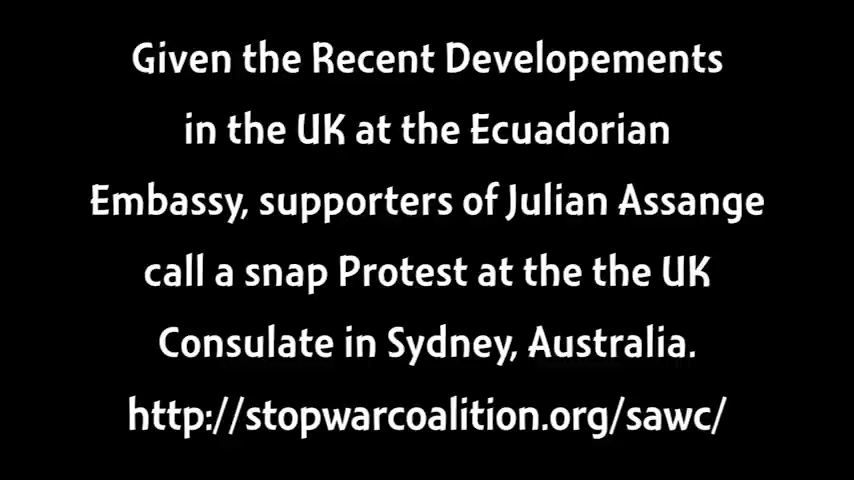 Given the Recent Developements
in the UK at the Ecuadorian
Embassy, supporters of Julian Assange
call a snap Protest at the the UK
Consulate in Sydney, Australia.
http://stopwarcoalition.org/sawc/